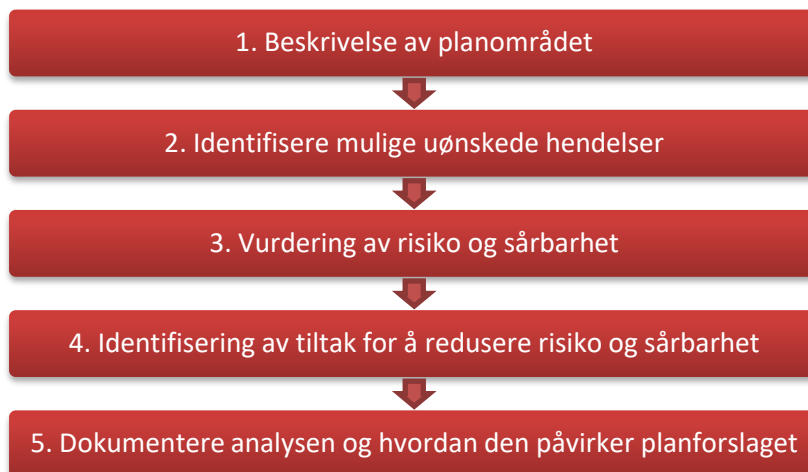 1. Beskrivelse av planområdet
2. Identifisere mulige uønskede hendelser
3. Vurdering av risiko og sårbarhet
4. Identifisering av tiltak for å redusere risiko og sårbarhet
5. Dokumentere analysen og hvordan den påvirker planforslaget